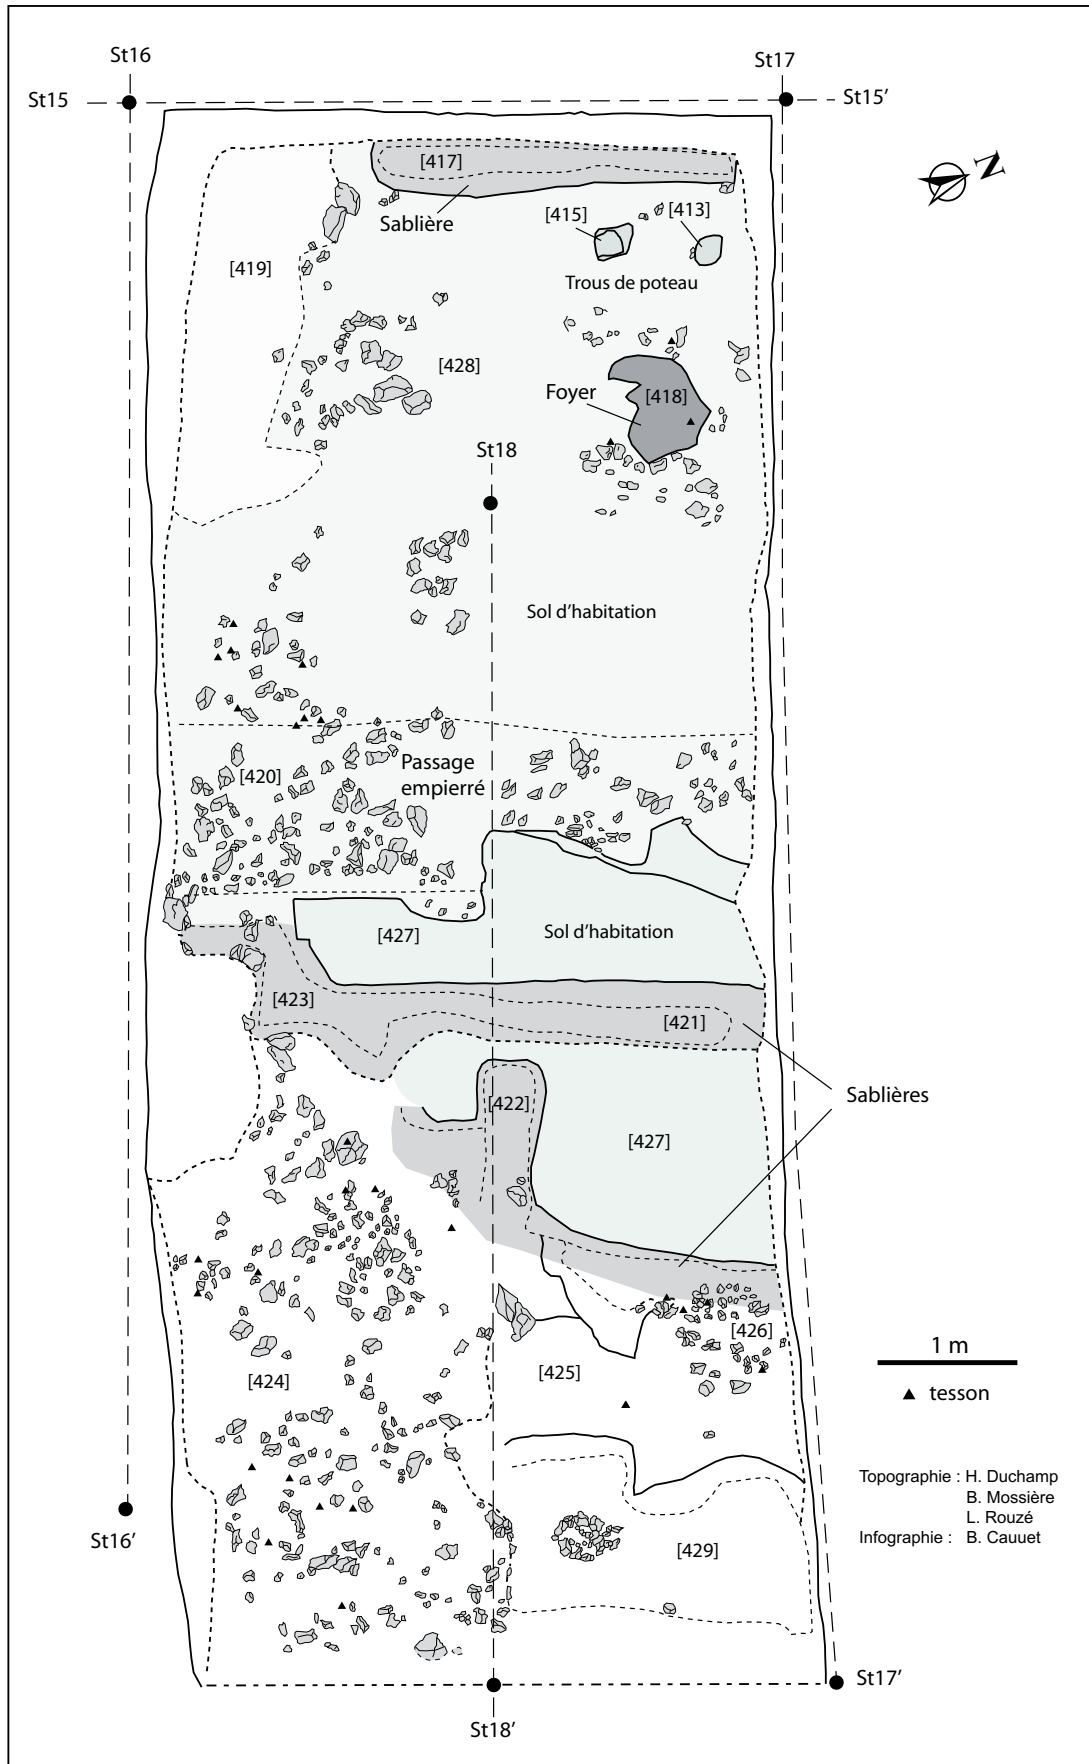 St16
St17
St15
St15'
N
[417]
Sablière
[415]
[413]
[419]
Trous de poteau
[428]
Foyer
[418]
St18
Sol d'habitation
Passage
empierré
[420]
[427]
Sol d'habitation
[423]
[421]
Sablières
[422]
[427]
[426]
1 m
[425]
[424]
tesson
Topographie : H. Duchamp
B. Mossière
L. Rouzé
Infographie : B. Cauuet
St16'
[429]
St17'
St18'